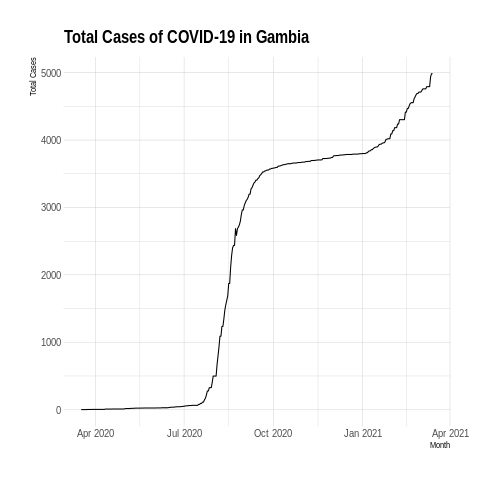 Total Cases of COVID-19 in Gambia
Total Cases
5000
4000
3000
2000
1000
0
Apr 2020
Jul 2020
Oct 2020
Jan 2021
Apr 2021
Month